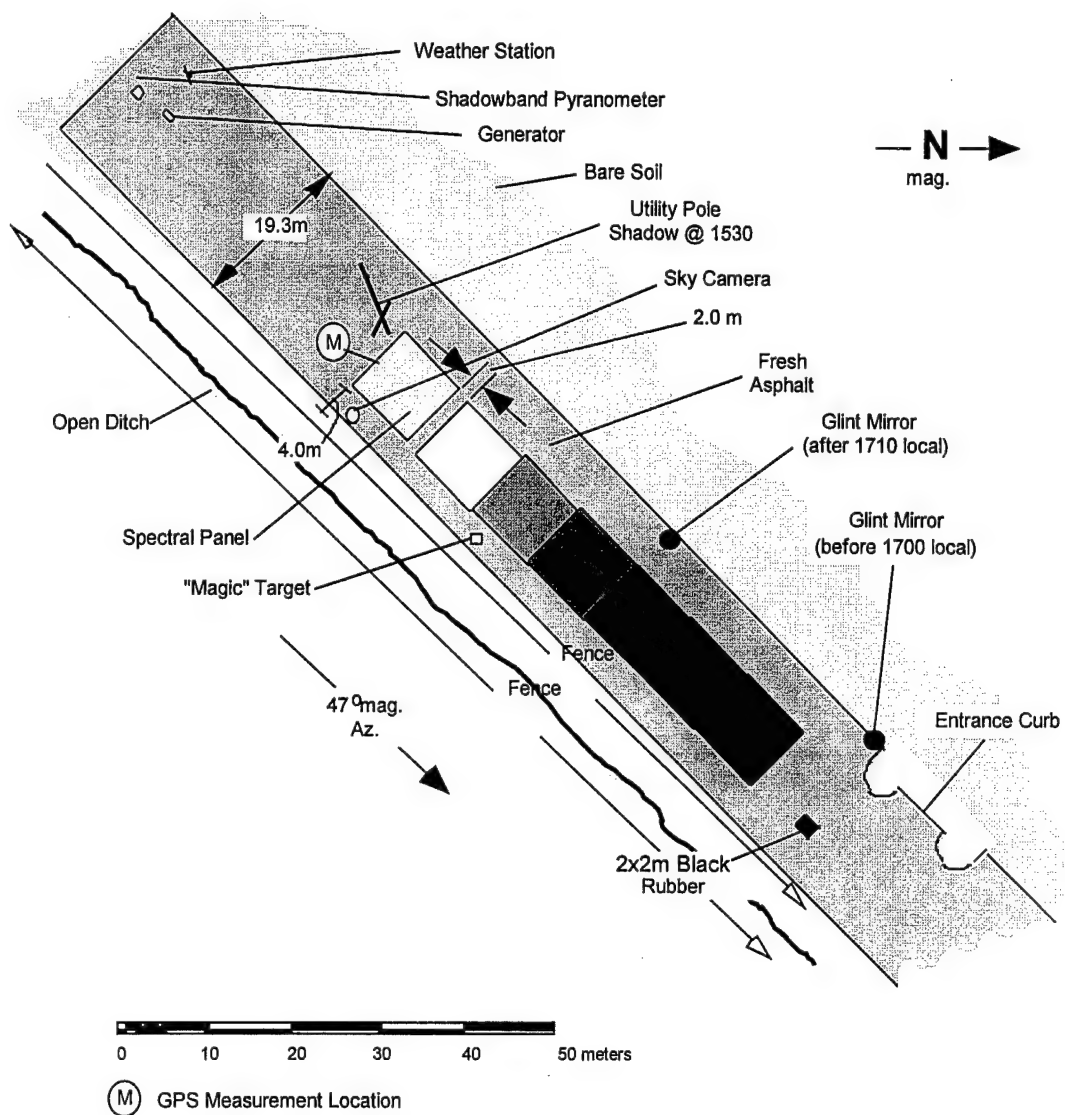 Weather Station
Shadowband Pyranometer
Generator
N
mag.
Bare Soil
19.3m
Utility Pole
Shadow @ 1530
Sky Camera
2.0 m
M
Fresh
Asphalt
Open Ditch
Glint Mirror
(after 1710 local)
4.0m
Spectral Panel
Glint Mirror
(before 1700 local)
"Magic" Target
Fence
Fence
47° mag.
Az.
Entrance Curb
2x2m Black
Rubber
0 10 20 30 40 50 meters
M GPS Measurement Location